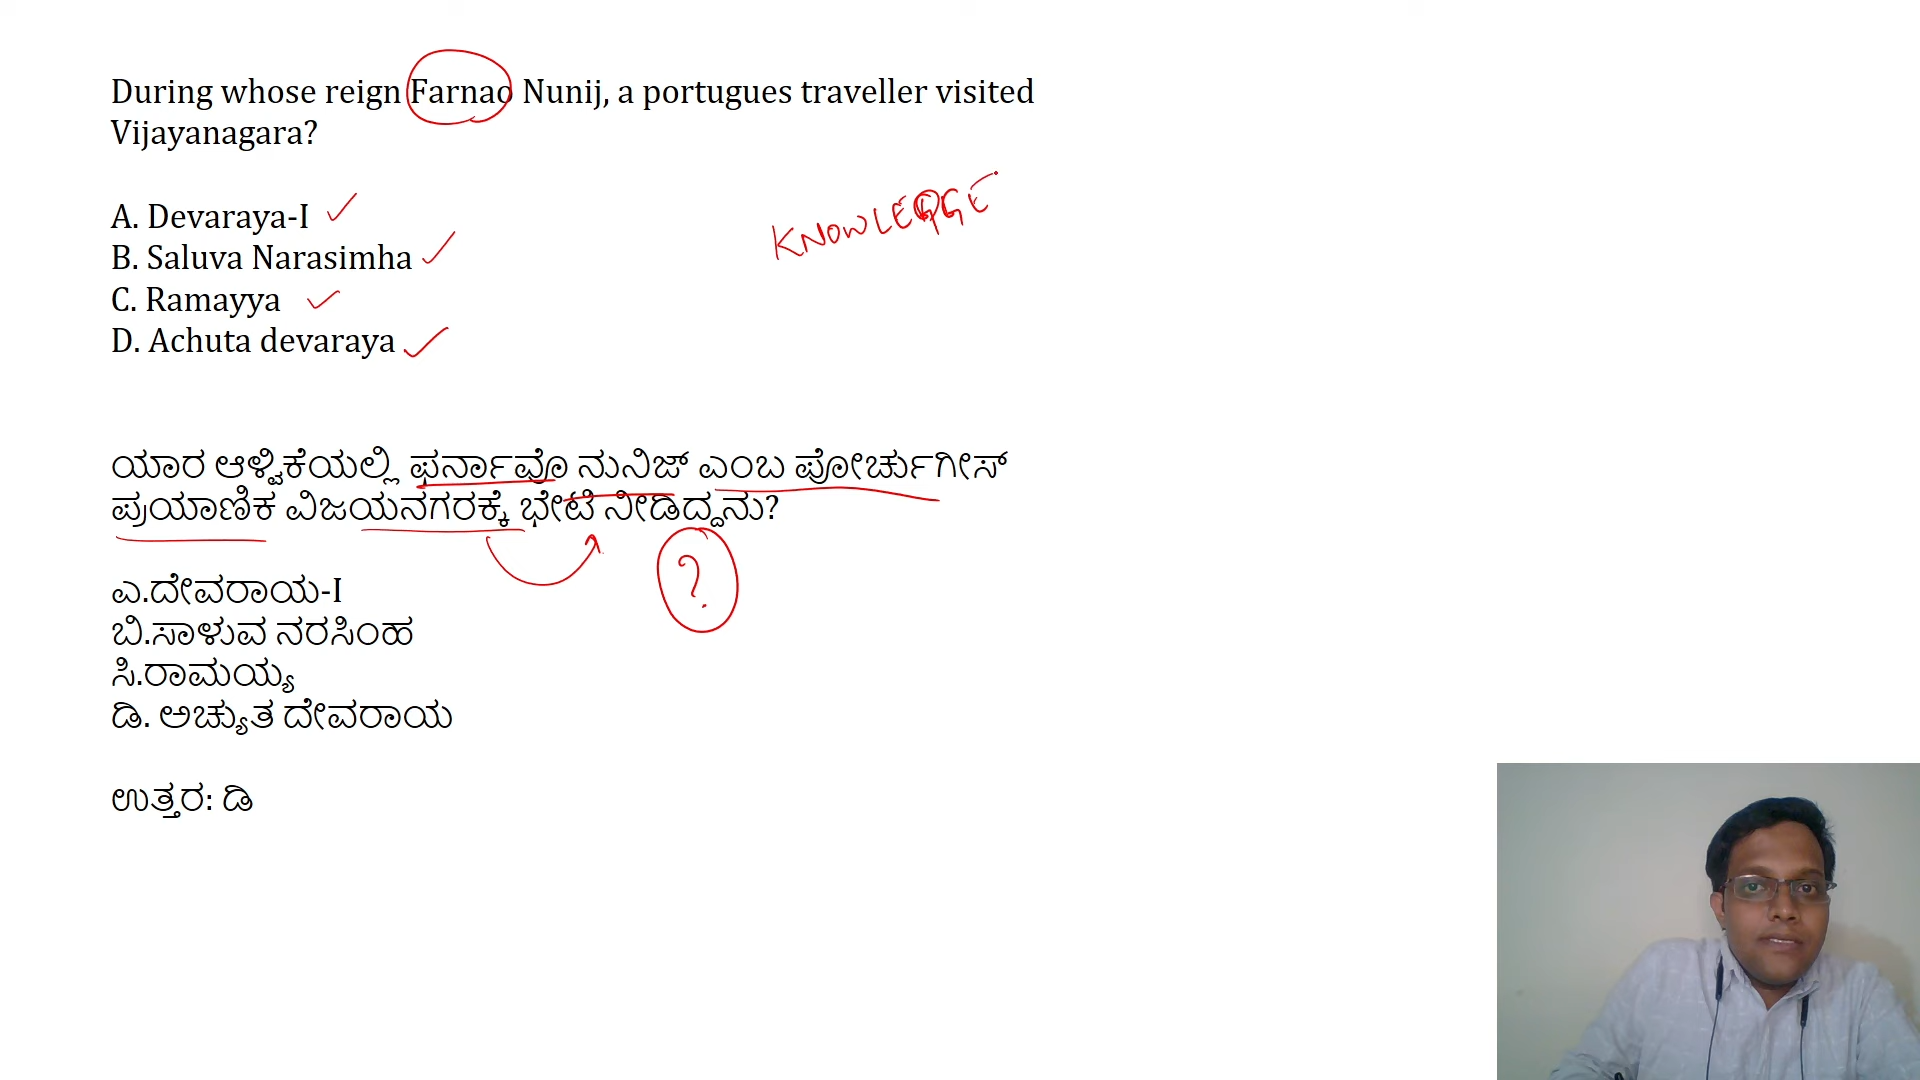 During whose reign Farnao Nunij, a portugues traveller visited
Vijayanagara?
A. Devaraya-I
B. Saluva Narasimha
C. Ramayya
D. Achuta devaraya
ಯಾರ ಆಳ್ವಿಕೆಯಲ್ಲಿ ಫರ್ನಾವೊ ನುನಿಜ್ ಎಂಬ ಪೋರ್ಚುಗೀಸ್
ಪ್ರಯಾಣಿಕ ವಿಜಯನಗರಕ್ಕೆ ಭೇಟಿ ನೀಡಿದ್ದನು?
?
ಎ.ದೇವರಾಯ-I
ಬಿ.ಸಾಳುವ ನರಸಿಂಹ
ಸಿ.ರಾಮಯ್ಯ
ಡಿ. ಅಚ್ಯುತ ದೇವರಾಯ
ಉತ್ತರ: ಡಿ